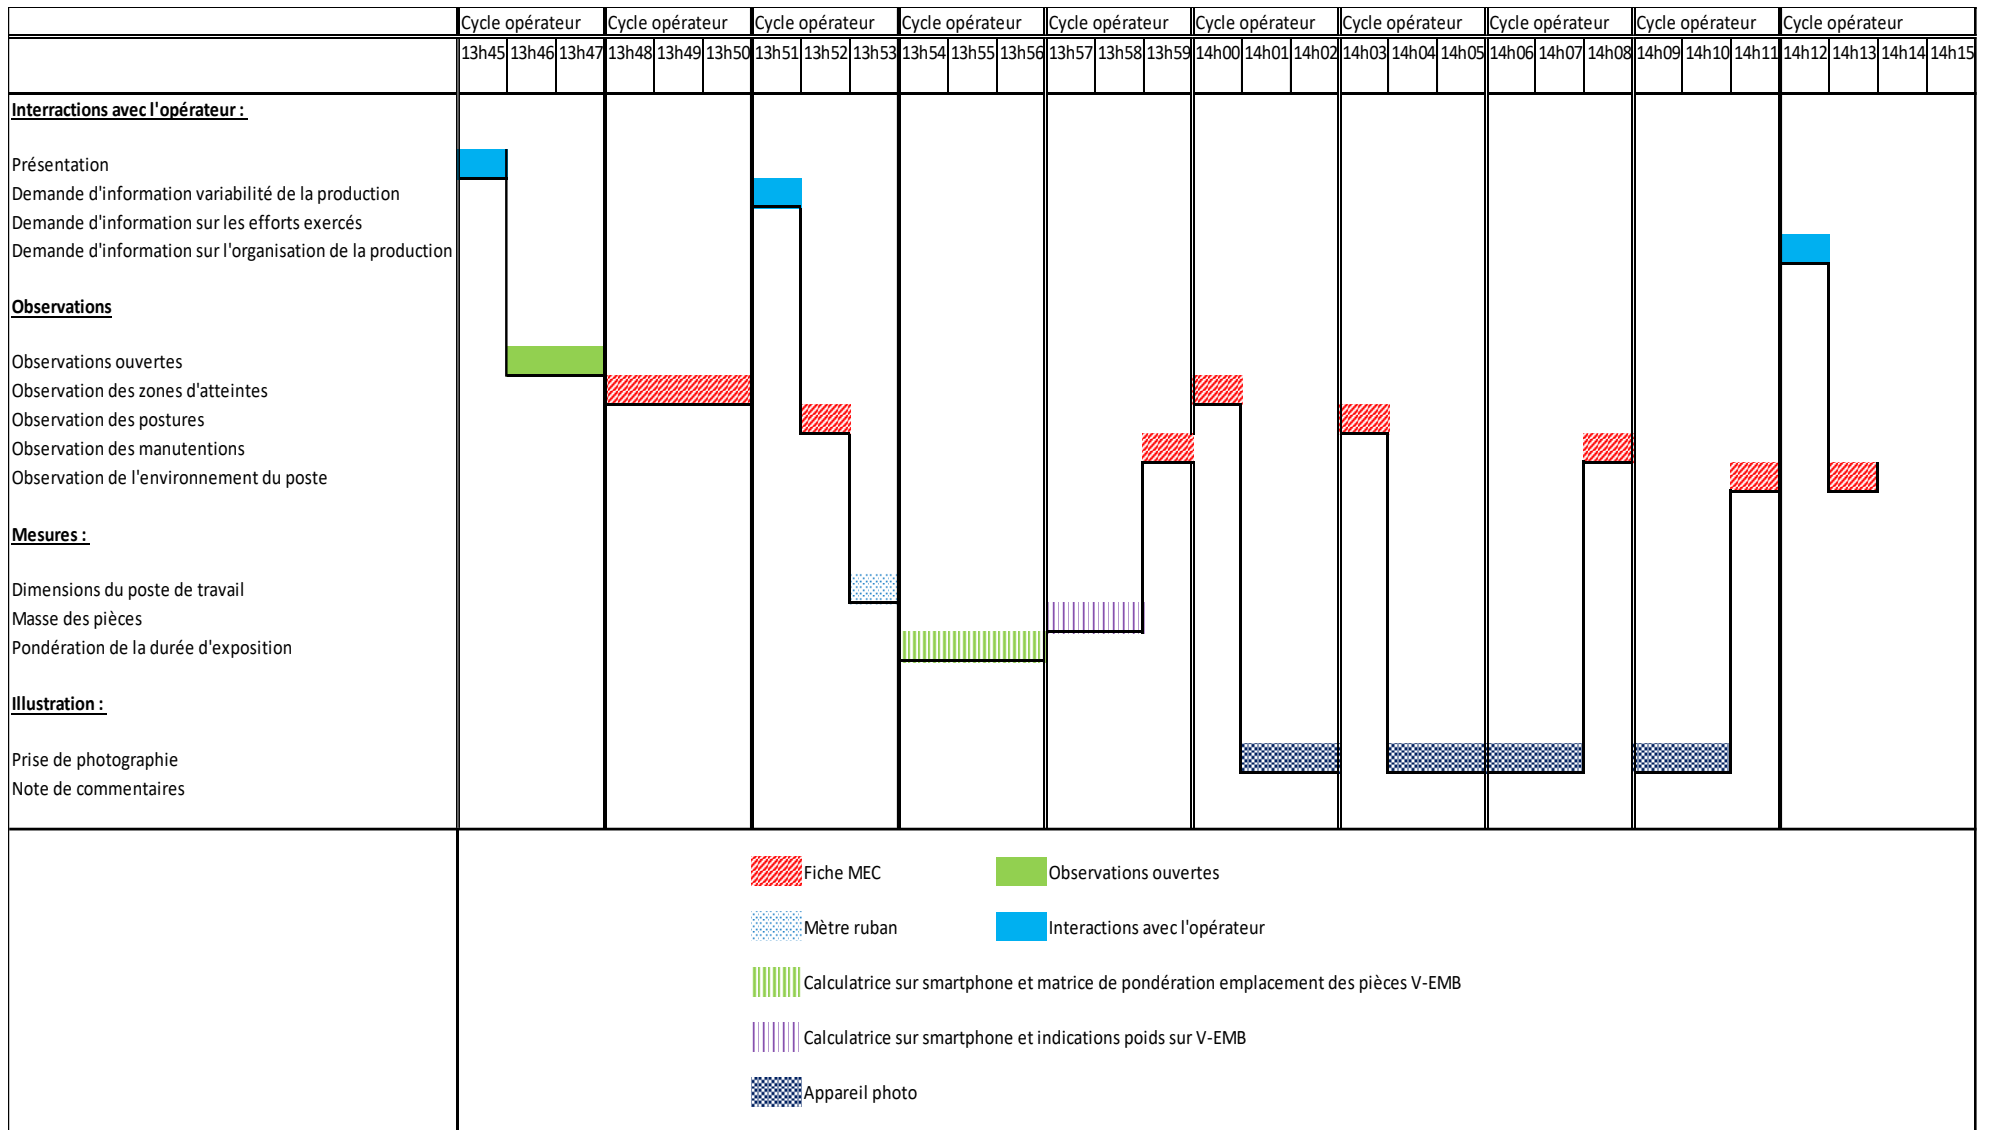 Cycle opérateur Cycle opérateur Cycle opérateur Cycle opérateur Cycle opérateur Cycle opérateur Cycle opérateur Cycle opérateur Cycle opérateur Cycle opérateur
13h45 13h46 13h47 13h48 13h49 13h50 13h51 13h52 13h53 13h54 13h55 13h56 13h57 13h58 13h59 14h00 14h01 14h02 14h03 14h04 14h05 14h06 14h07 14h08 14h09 14h10 14h11 14h12 14h13 14h14 14h15
Interractions avec l'opérateur :
Présentation
Demande d'information variabilité de la production
Demande d'information sur les efforts exercés
Demande d'information sur l'organisation de la production
Observations
Observations ouvertes
Observation des zones d'atteintes
Observation des postures
Observation des manutentions
Observation de l'environnement du poste
Mesures :
Dimensions du poste de travail
Masse des pièces
Pondération de la durée d'exposition
Illustration :
Prise de photographie
Note de commentaires
Fiche MEC Observations ouvertes
Mètre ruban Interactions avec l'opérateur
Calculatrice sur smartphone et matrice de pondération emplacement des pièces V-EMB
Calculatrice sur smartphone et indications poids sur V-EMB
Appareil photo